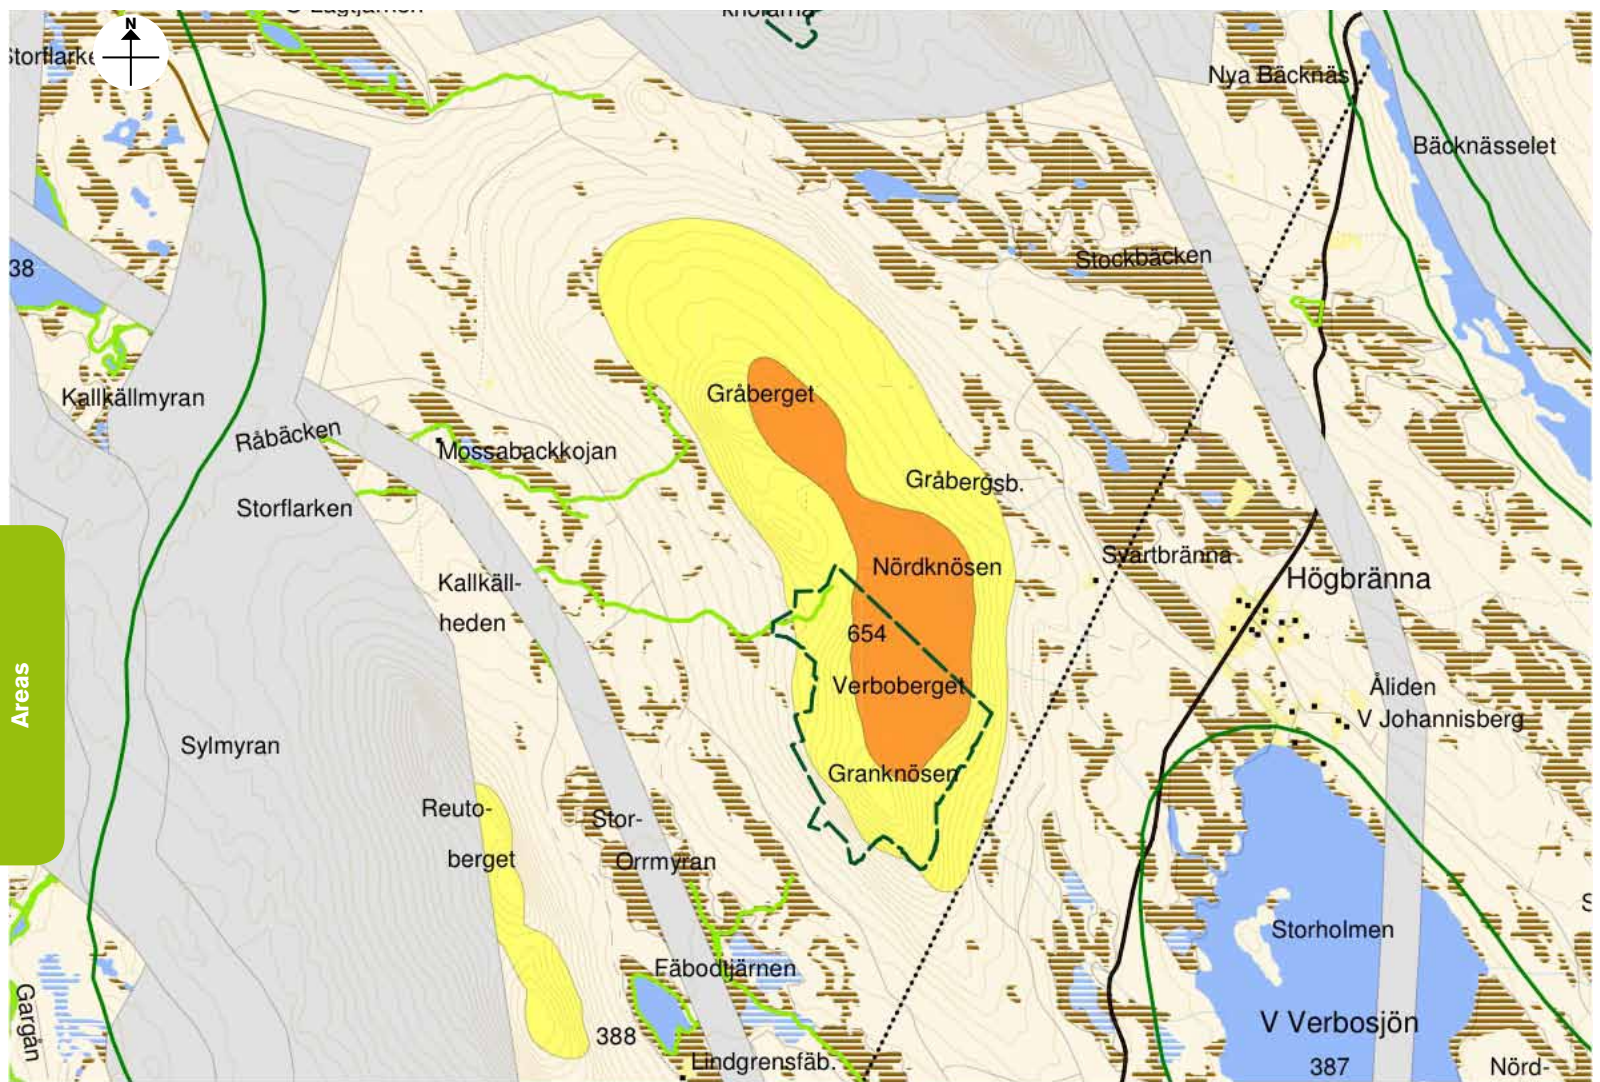 N
Storflarke
Nya Bäcknäs
Bäcknässelet
Stockbäcken
38
Kallkällmyran
Gråberget
Råbäcken
Mossabackkojan
Gråbergsb.
Storflarken
Svartbränna
Nördknösen
Högbränna
Kallkäll-
heden
654
Verboberget
Åliden
V Johannisberg
Areas
Sylmyran
Granknösen
Reuto-
berget
Stor-
Orrmyran
Storholmen
Fäbodtjärnen
Gargån
388
V Verbosjön
Lindgrensfäb.
387
Nörd-